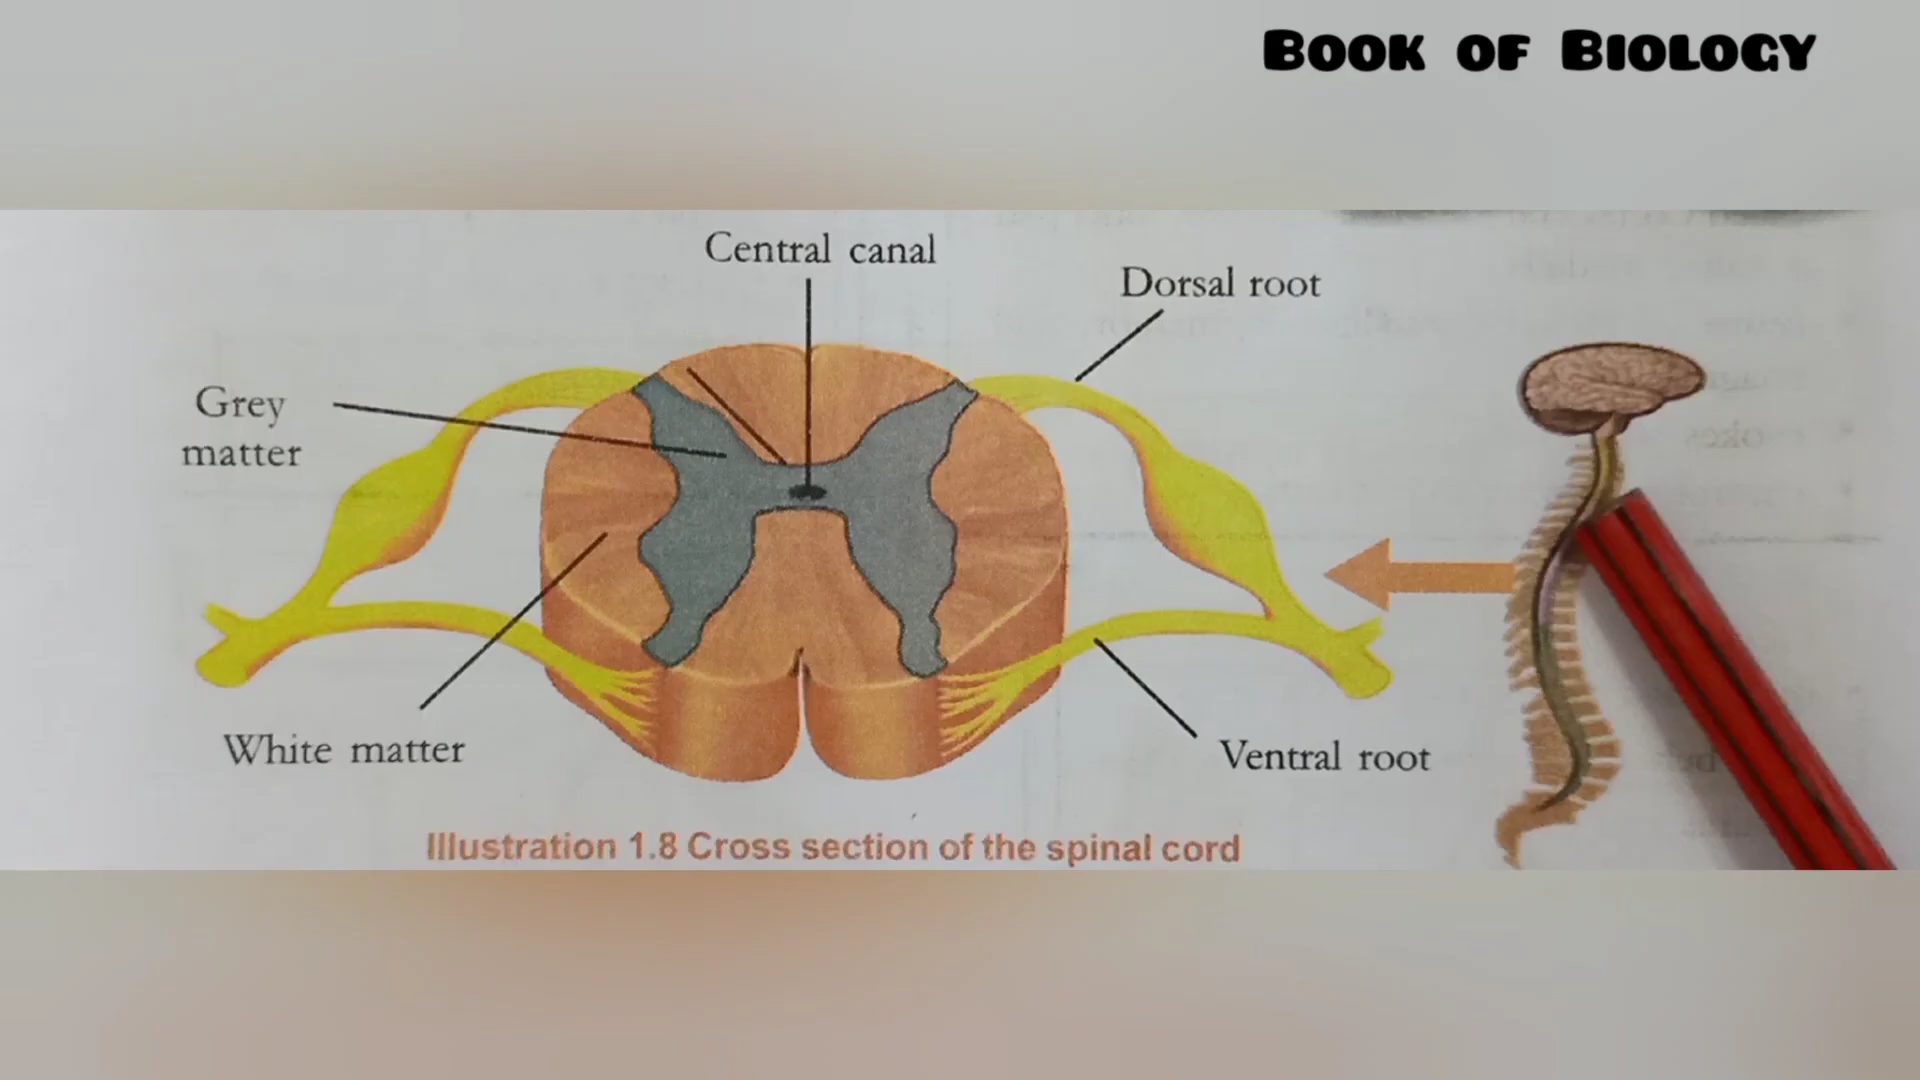 BOOK OF BIOLOGY
Central canal
Dorsal root
Grey
matter
White matter
Ventral root
Illustration 1.8 Cross section of the spinal cord